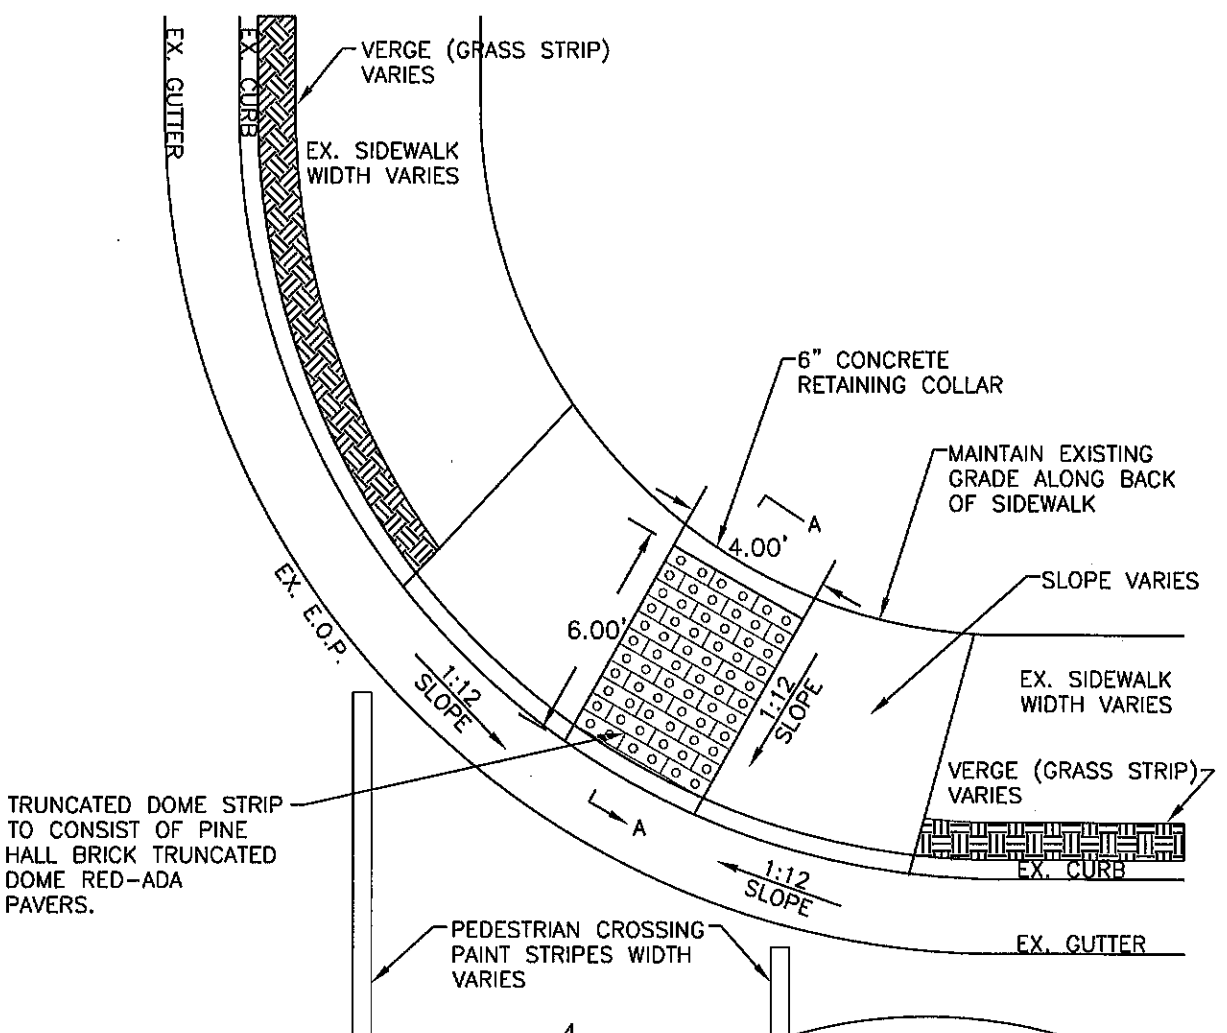 EX. GUTTER
EX. CURB
VERGE (GRASS STRIP)
VARIES
EX. SIDEWALK
WIDTH VARIES
6" CONCRETE
RETAINING COLLAR
MAINTAIN EXISTING
GRADE ALONG BACK
OF SIDEWALK
A
4.00'
SLOPE VARIES
EX. E.O.P.
6.00'
1:12
SLOPE
1:12
SLOPE
EX. SIDEWALK
WIDTH VARIES
VERGE (GRASS STRIP)
VARIES
TRUNCATED DOME STRIP
TO CONSIST OF PINE
HALL BRICK TRUNCATED
DOME RED-ADA
PAVERS.
A
1:12
SLOPE
EX. CURB
EX. GUTTER
PEDESTRIAN CROSSING
PAINT STRIPES WIDTH
VARIES